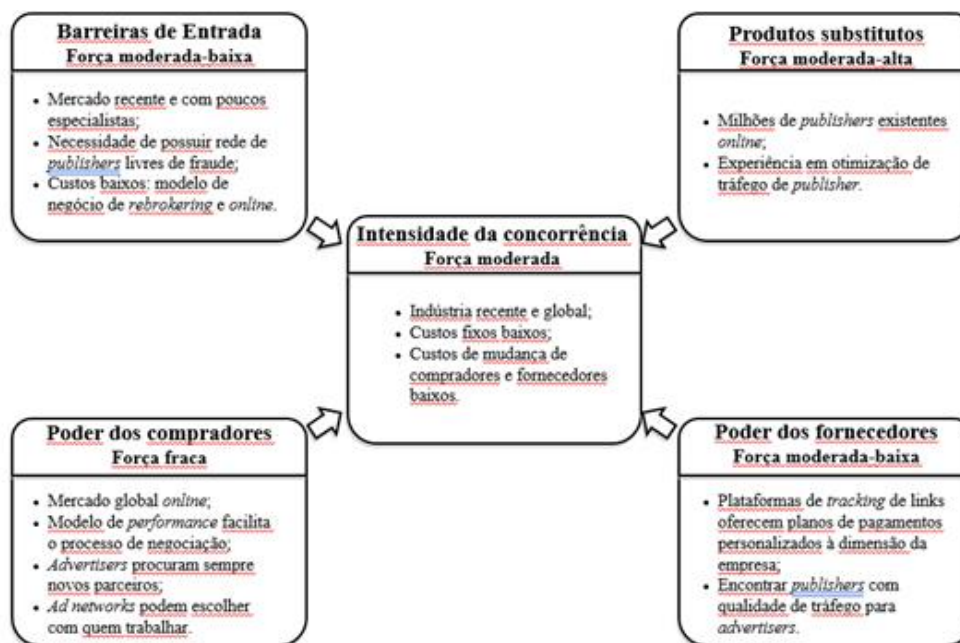 Barreiras de Entrada
Força moderada-baixa
• Mercado recente e com poucos
especialistas;
• Necessidade de possuir rede de
publishers livres de fraude;
• Custos baixos: modelo de
negócio de rebrokering e online.
Produtos substitutos
Força moderada-alta
• Milhões de publishers existentes
online;
• Experiência em otimização de
tráfego de publisher.
Intensidade da concorrência
Força moderada
• Indústria recente e global;
• Custos fixos baixos;
• Custos de mudança de
compradores e fornecedores
baixos.
Poder dos compradores
Força fraca
• Mercado global online;
• Modelo de performance facilita
o processo de negociação;
• Advertisers procuram sempre
novos parceiros;
• Ad networks podem escolher
com quem trabalhar.
Poder dos fornecedores
Força moderada-baixa
• Plataformas de tracking de links
oferecem planos de pagamentos
personalizados à dimensão da
empresa;
• Encontrar publishers com
qualidade de tráfego para
advertisers.